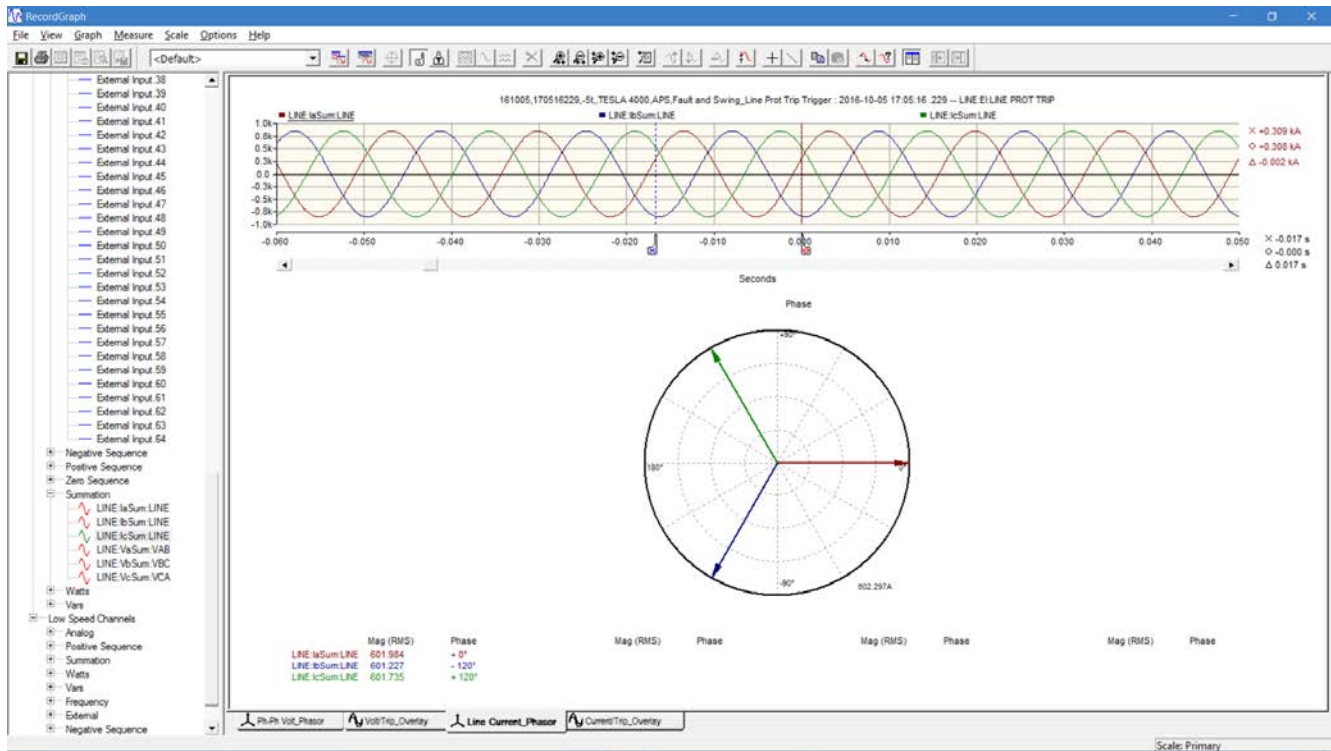 RecordGraph
File View Graph Measure Scale Options Help
<Default>
External Input.38
External Input.39
External Input.40
External Input.41
External Input.42
External Input.43
External Input.44
External Input.45
External Input.46
External Input.47
External Input.48
External Input.49
External Input.50
External Input.51
External Input.52
External Input.53
External Input.54
External Input.55
External Input.56
External Input.57
External Input.58
External Input.59
External Input.60
External Input.61
External Input.62
External Input.63
External Input.64
Negative Sequence
Positive Sequence
Zero Sequence
Summation
LINE:IaSum:LINE
LINE:IbSum:LINE
LINE:IcSum:LINE
LINE:VaSum:VAB
LINE:VbSum:VBC
LINE:VcSum:VCA
Watts
Vars
Low Speed Channels
Analog
Positive Sequence
Summation
Watts
Vars
Frequency
External
Negative Sequence
161005,170516229,-5t,,TESLA 4000,APS,Fault and Swing_Line Prot Trip Trigger : 2016-10-05 17:05:16 .229 -- LINE:EI:LINE PROT TRIP
LINE:IaSum:LINE LINE:IbSum:LINE LINE:IcSum:LINE
1.0k
0.8k
0.5k
0.3k
0.0
-0.3k
-0.5k
-0.8k
-1.0k
× +0.309 kA
◇ +0.308 kA
Δ -0.002 kA
-0.060 -0.050 -0.040 -0.030 -0.020 -0.010 0.000 0.010 0.020 0.030 0.040 0.050
× -0.017 s
◇ -0.000 s
Δ 0.017 s
Seconds
Phase
+90°
180° 0°
-90°
602.297A
Mag (RMS) Phase Mag (RMS) Phase Mag (RMS) Phase Mag (RMS) Phase
LINE:IaSum:LINE 601.984 + 0°
LINE:IbSum:LINE 601.227 - 120°
LINE:IcSum:LINE 601.735 + 120°
Ph-Ph Volt_Phasor Volt/Trip_Overlay Line Current_Phasor Current/Trip_Overlay
Scale: Primary